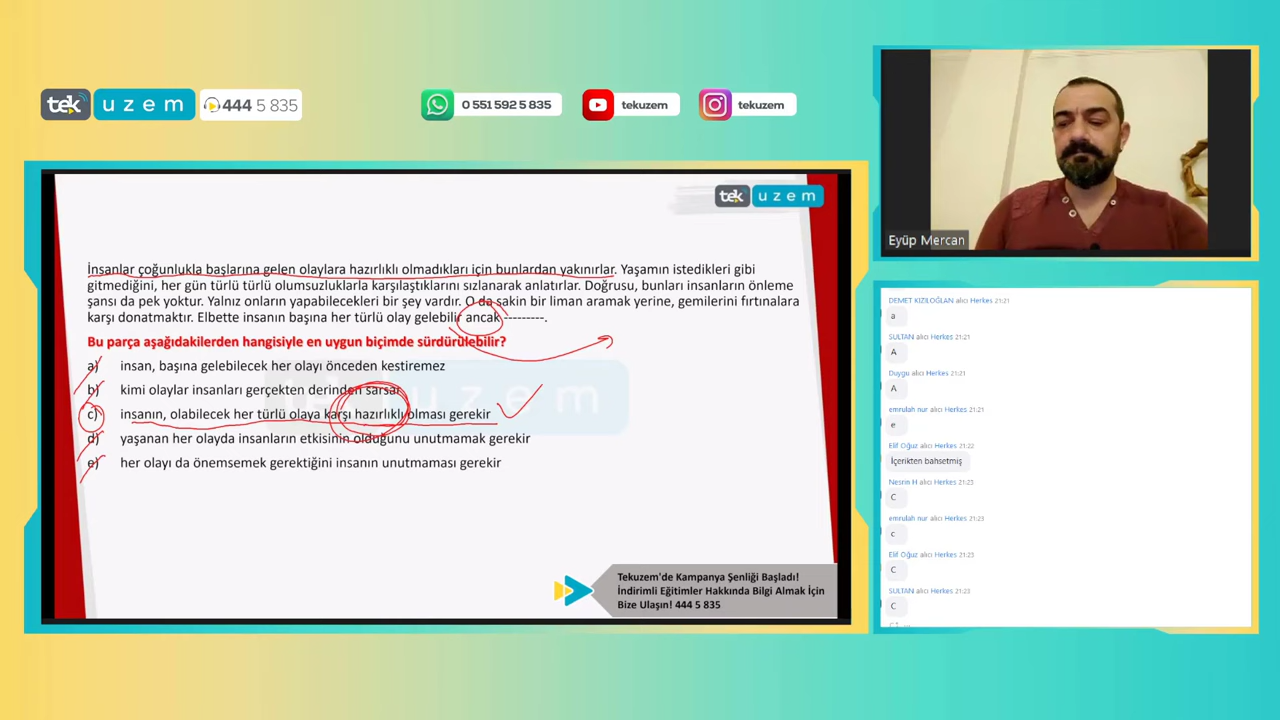 tek uzem 444 5 835
0 551 592 5 835
tekuzem
tekuzem
Eyüp Mercan
tek uzem
İnsanlar çoğunlukla başlarına gelen olaylara hazırlıklı olmadıkları için bunlardan yakınırlar. Yaşamın istedikleri gibi
gitmediğini, her gün türlü türlü olumsuzluklarla karşılaştıklarını sızlanarak anlatırlar. Doğrusu, bunları insanların önleme
şansı da pek yoktur. Yalnız onların yapabilecekleri bir şey vardır. O da sakin bir liman aramak yerine, gemilerini fırtınalara
karşı donatmaktır. Elbette insanın başına her türlü olay gelebilir ancak ---------.
Bu parça aşağıdakilerden hangisiyle en uygun biçimde sürdürülebilir?
a) insan, başına gelebilecek her olayı önceden kestiremez
b) kimi olaylar insanları gerçekten derinden sarsar
c) insanın, olabilecek her türlü olaya karşı hazırlıklı olması gerekir
d) yaşanan her olayda insanların etkisinin olduğunu unutmamak gerekir
e) her olayı da önemsemek gerektiğini insanın unutmaması gerekir
Tekuzem'de Kampanya Şenliği Başladı!
İndirimli Eğitimler Hakkında Bilgi Almak İçin
Bize Ulaşın! 444 5 835
DEMET KIZILOĞLAN alıcı Herkes 21:21
a
SULTAN alıcı Herkes 21:21
A
Duygu alıcı Herkes 21:21
A
emrulah nur alıcı Herkes 21:21
e
Elif Oğuz alıcı Herkes 21:22
İçerikten bahsetmiş
Nesrin H alıcı Herkes 21:23
C
emrulah nur alıcı Herkes 21:23
c
Elif Oğuz alıcı Herkes 21:23
C
SULTAN alıcı Herkes 21:23
C